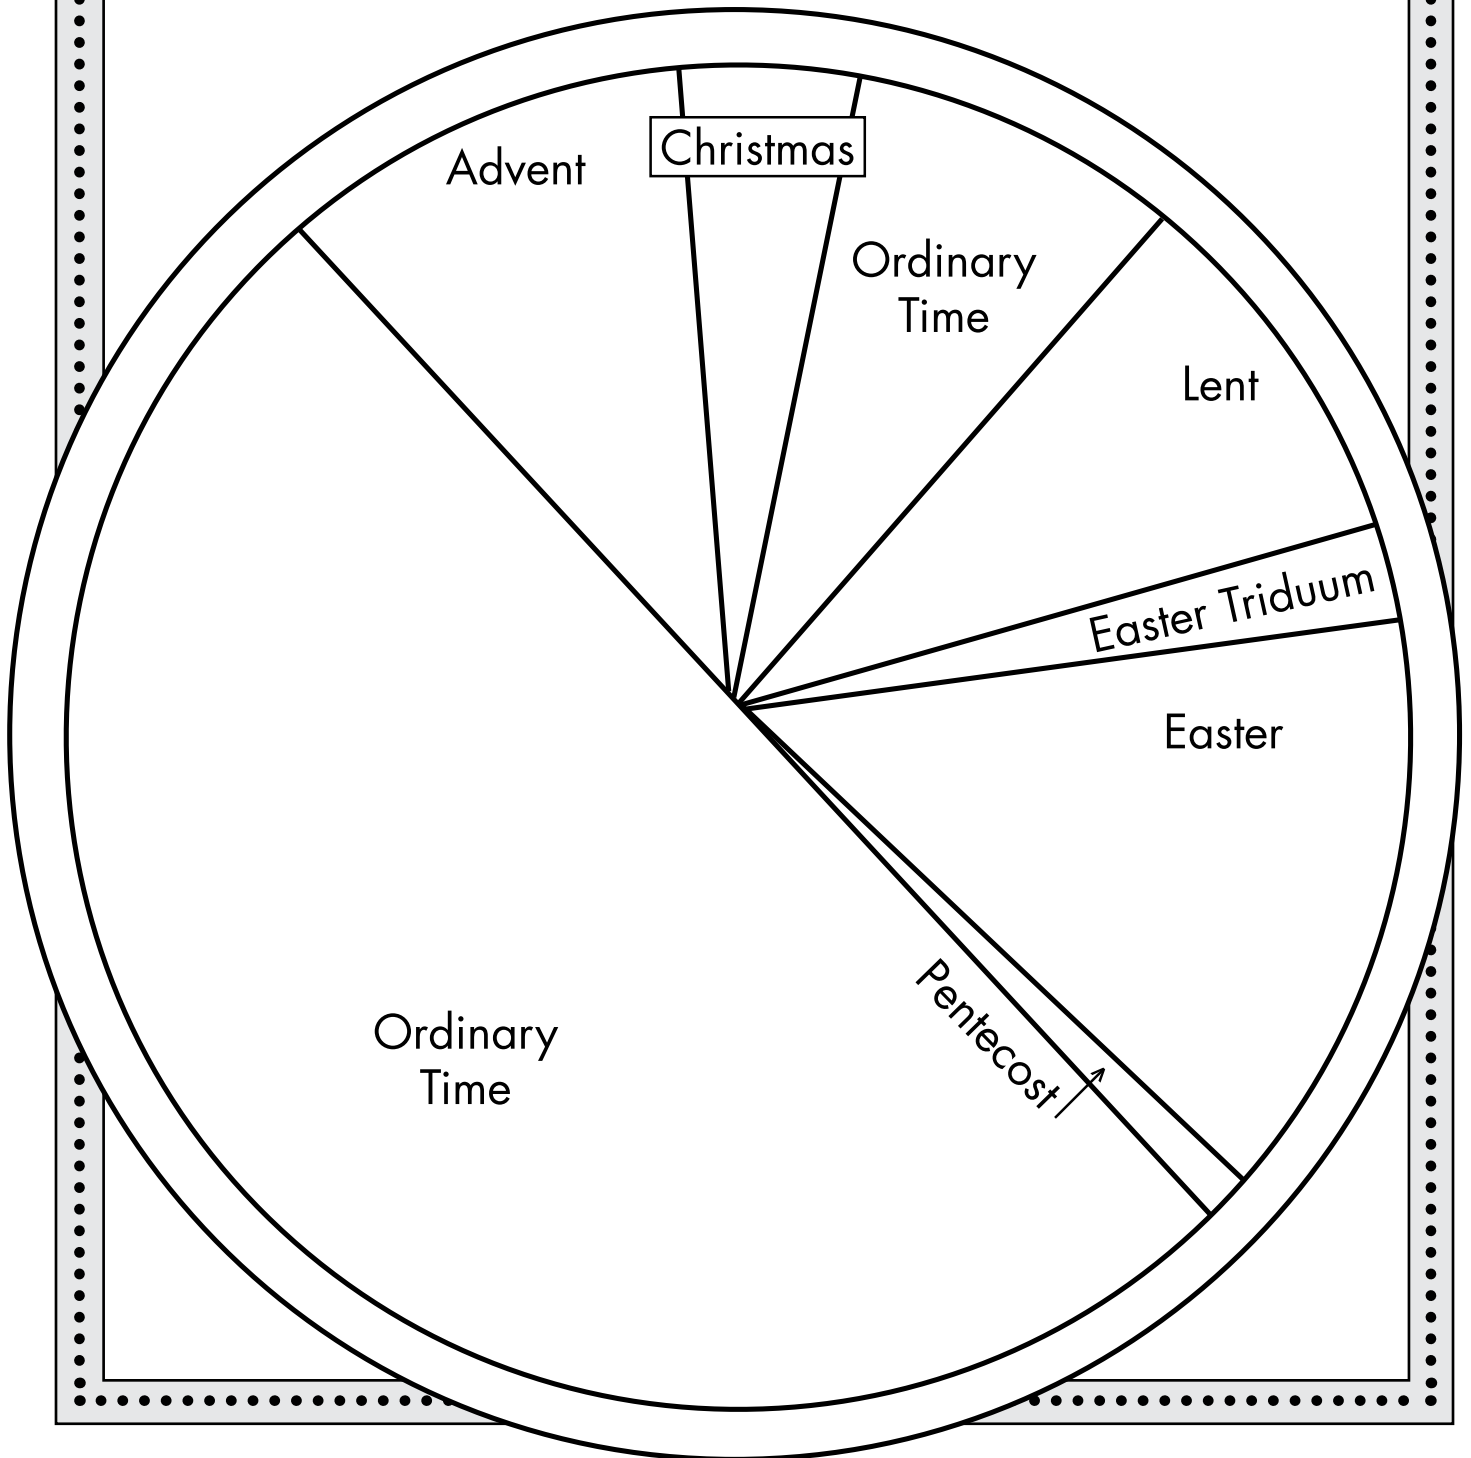 Christmas
Advent
Ordinary
Time
Lent
Easter Triduum
Easter
Pentecost
Ordinary
Time